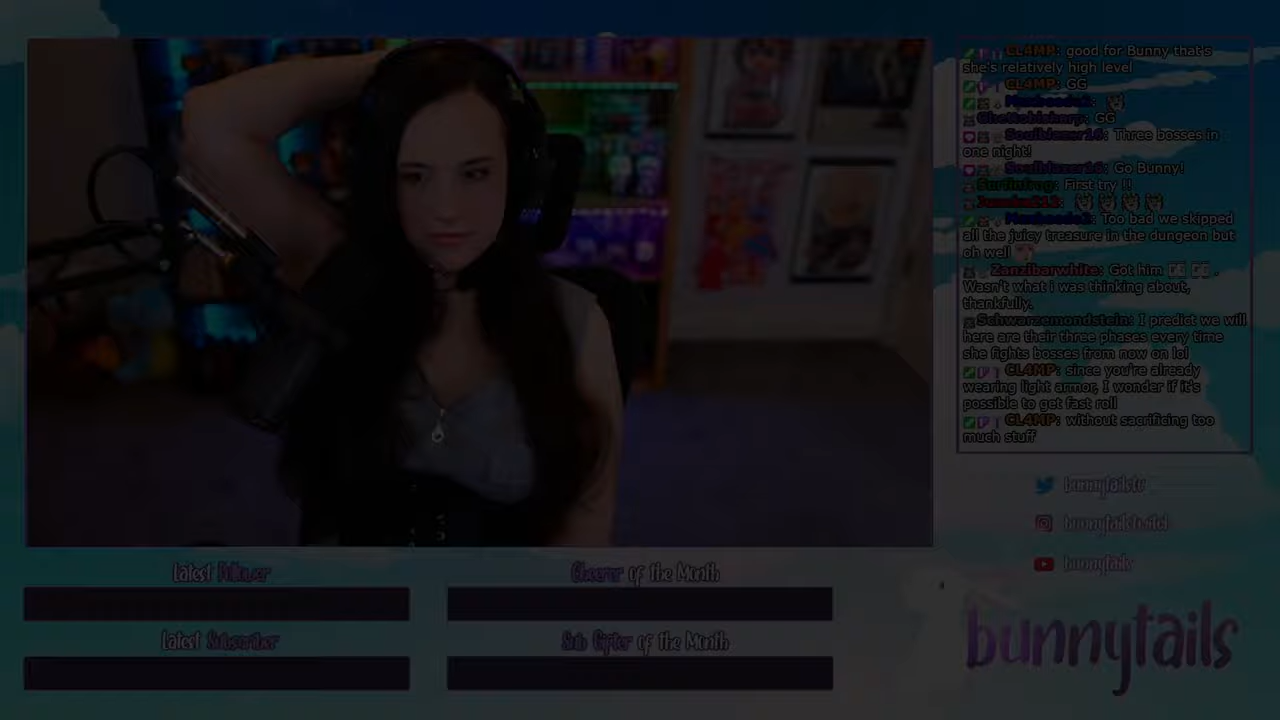 CL4MP: good for Bunny that's
she's relatively high level
CL4MP: GG
GG
Soulblazer16: Three bosses in
one night!
Soulblazer16: Go Bunny!
Surfinfrog: First try !!
Too bad we skipped
all the juicy treasure in the dungeon but
oh well
Zanzibarwhite: Got him
Wasn't what i was thinking about,
thankfully.
Schwarzemondstein: I predict we will
here are their three phases every time
she fights bosses from now on lol
CL4MP: since you're already
wearing light armor, I wonder if it's
possible to get fast roll
CL4MP: without sacrificing too
much stuff
bunnytailstv
bunnytails
Latest Follower
Cheerer of the Month
Latest Subscriber
Sub Gifter of the Month
bunnytails